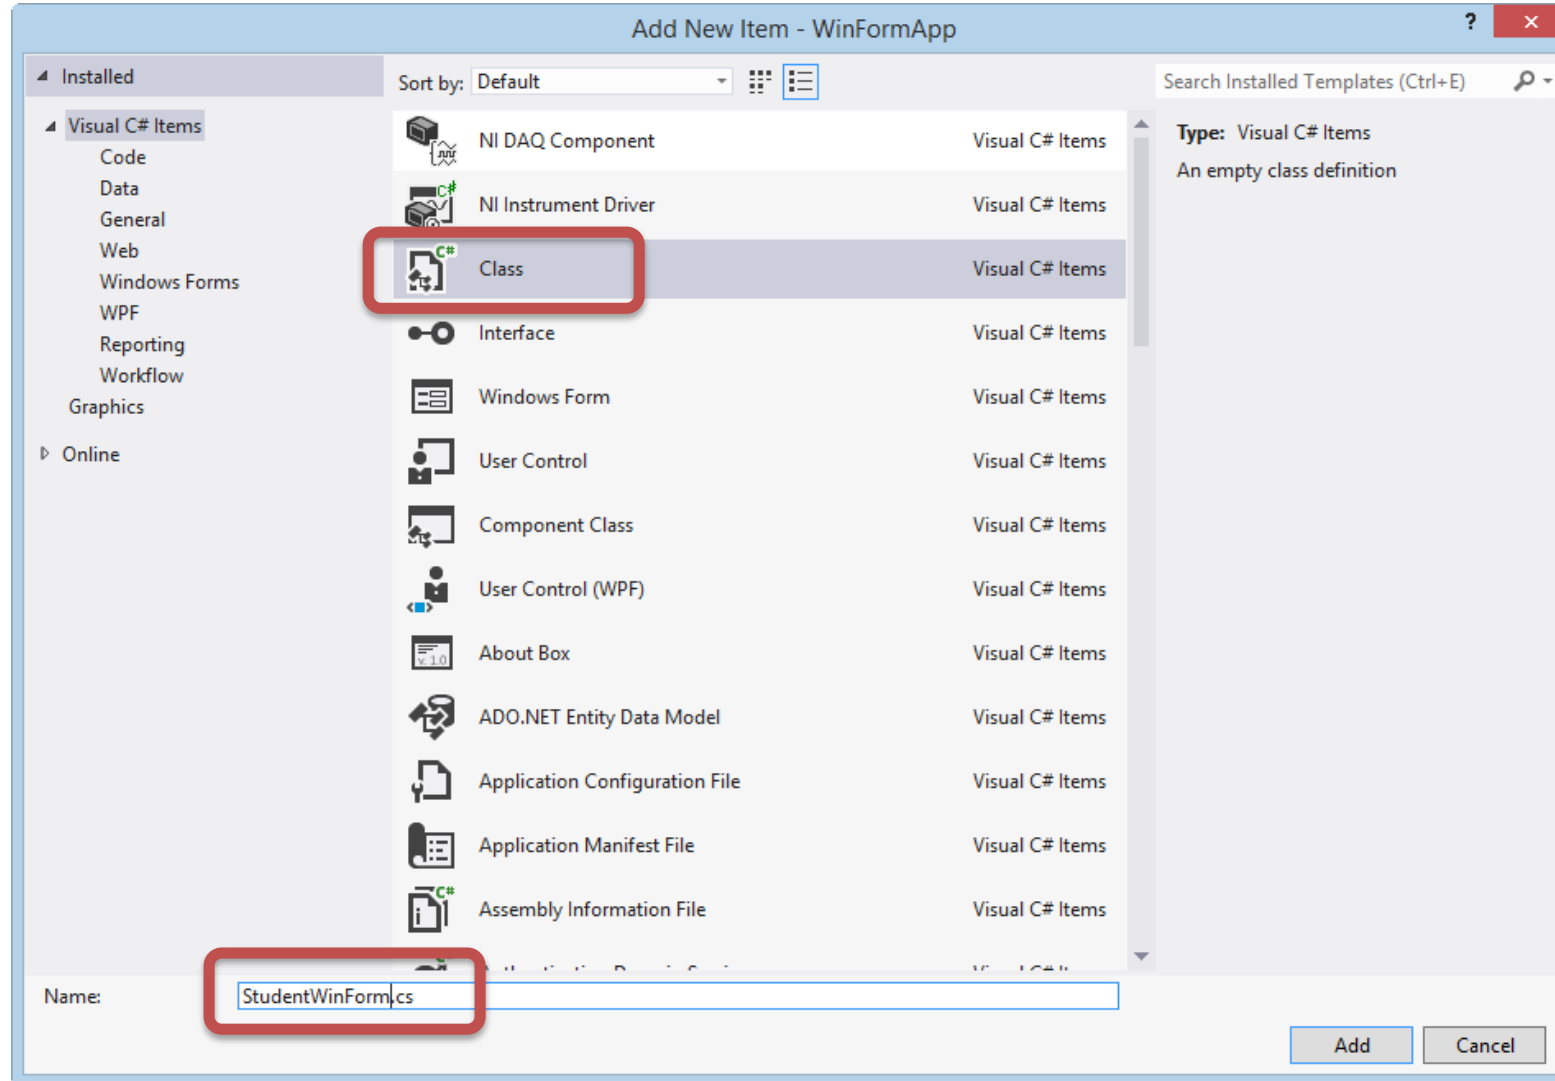 Add New Item - WinFormApp
?
Installed
Sort by: Default
Search Installed Templates (Ctrl+E)
Visual C# Items
Code
Data
General
Web
Windows Forms
WPF
Reporting
Workflow
Graphics
Online
NI DAQ Component Visual C# Items
NI Instrument Driver Visual C# Items
Class Visual C# Items
Interface Visual C# Items
Windows Form Visual C# Items
User Control Visual C# Items
Component Class Visual C# Items
User Control (WPF) Visual C# Items
About Box Visual C# Items
ADO.NET Entity Data Model Visual C# Items
Application Configuration File Visual C# Items
Application Manifest File Visual C# Items
Assembly Information File Visual C# Items
Type: Visual C# Items
An empty class definition
Name: StudentWinForm.cs
Add Cancel